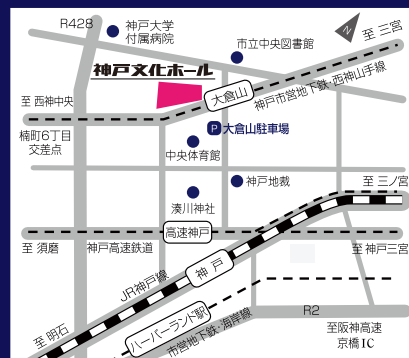 R428
神戸大学
付属病院
市立中央図書館
至 三宮
N
神戸文化ホール
大倉山
神戸市営地下鉄・西神山手線
至 西神中央
楠町6丁目
交差点
P 大倉山駐車場
中央体育館
神戸地裁
至 三ノ宮
湊川神社
高速神戸
至 須磨
神戸高速鉄道
至 神戸三宮
神戸
JR神戸線
至 明石
ハーバーランド駅
市営地下鉄・海岸線
R2
至阪神高速
京橋IC